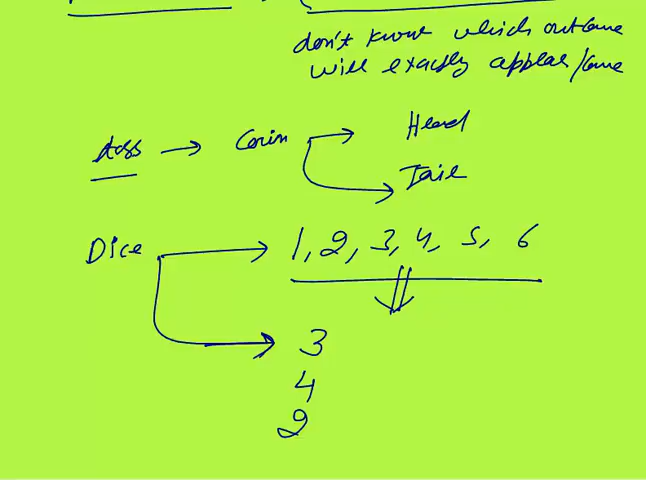 don't know which outcome
will exactly appear/come
toss → Coin → Head
Tail
Dice → 1, 2, 3, 4, 5, 6
3
4
2